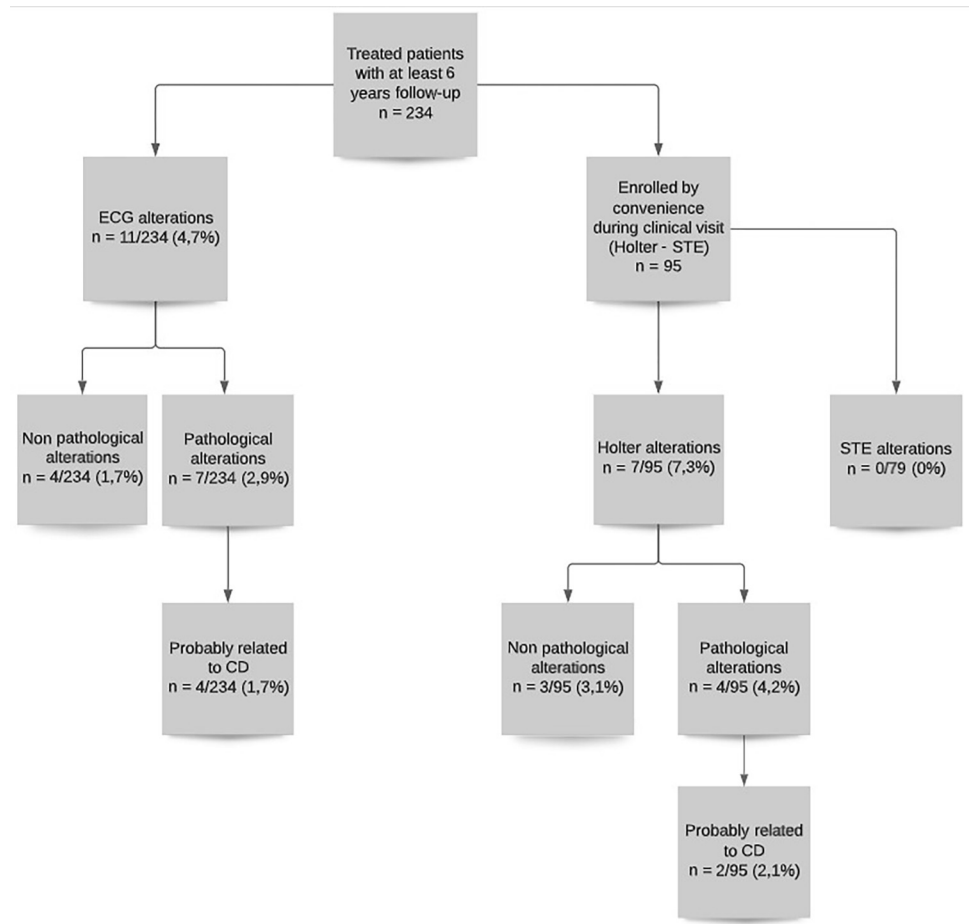 Treated patients
with at least 6
years follow-up
n = 234
ECG alterations
n = 11/234 (4,7%)
Enrolled by
convenience
during clinical visit
(Holter - STE)
n = 95
Non pathological
alterations
n = 4/234 (1,7%)
Pathological
alterations
n = 7/234 (2,9%)
Holter alterations
n = 7/95 (7,3%)
STE alterations
n = 0/79 (0%)
Probably related
to CD
n = 4/234 (1,7%)
Non pathological
alterations
n = 3/95 (3,1%)
Pathological
alterations
n = 4/95 (4,2%)
Probably related
to CD
n = 2/95 (2,1%)